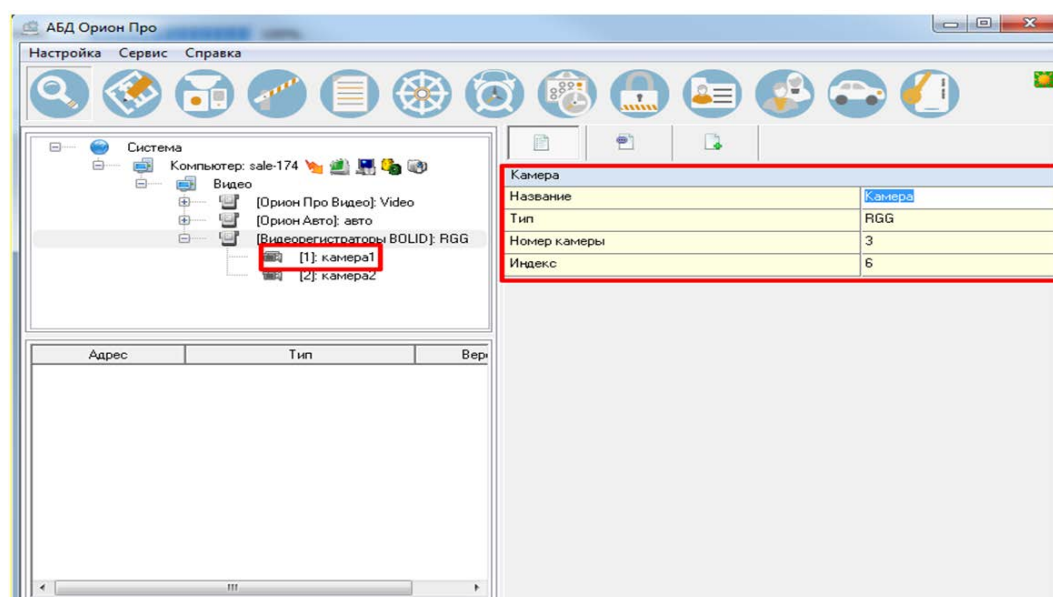 АБД Орион Про
Настройка Сервис Справка
Система
Компьютер: sale-174
Видео
[Орион Про Видео]: Video
[Орион Авто]: авто
[Видеорегистраторы BOLID]: RGG
[1]: камера1
[2]: камера2
Адрес Тип Верс
Камера
Название Камера
Тип RGG
Номер камеры 3
Индекс 6